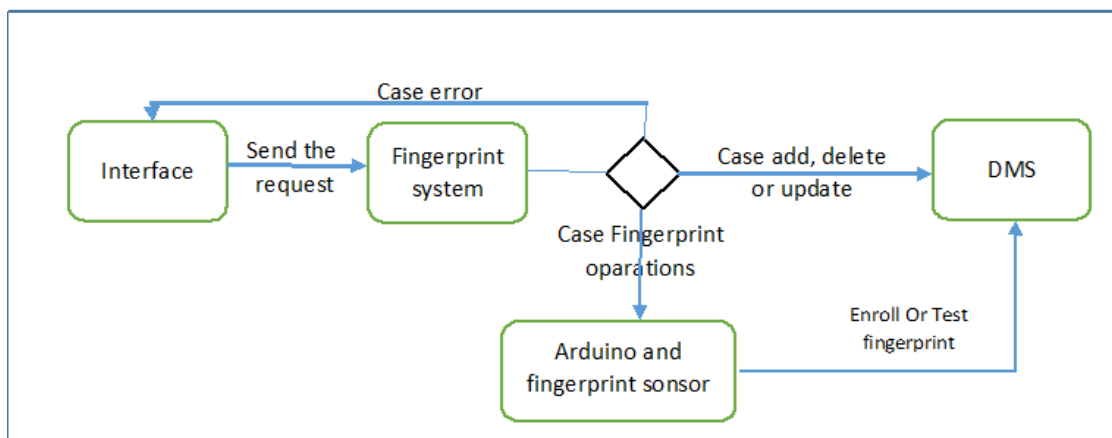 Case error
Interface
Send the
request
Fingerprint
system
Case add, delete
or update
DMS
Case Fingerprint
oparations
Enroll Or Test
fingerprint
Arduino and
fingerprint sonsor